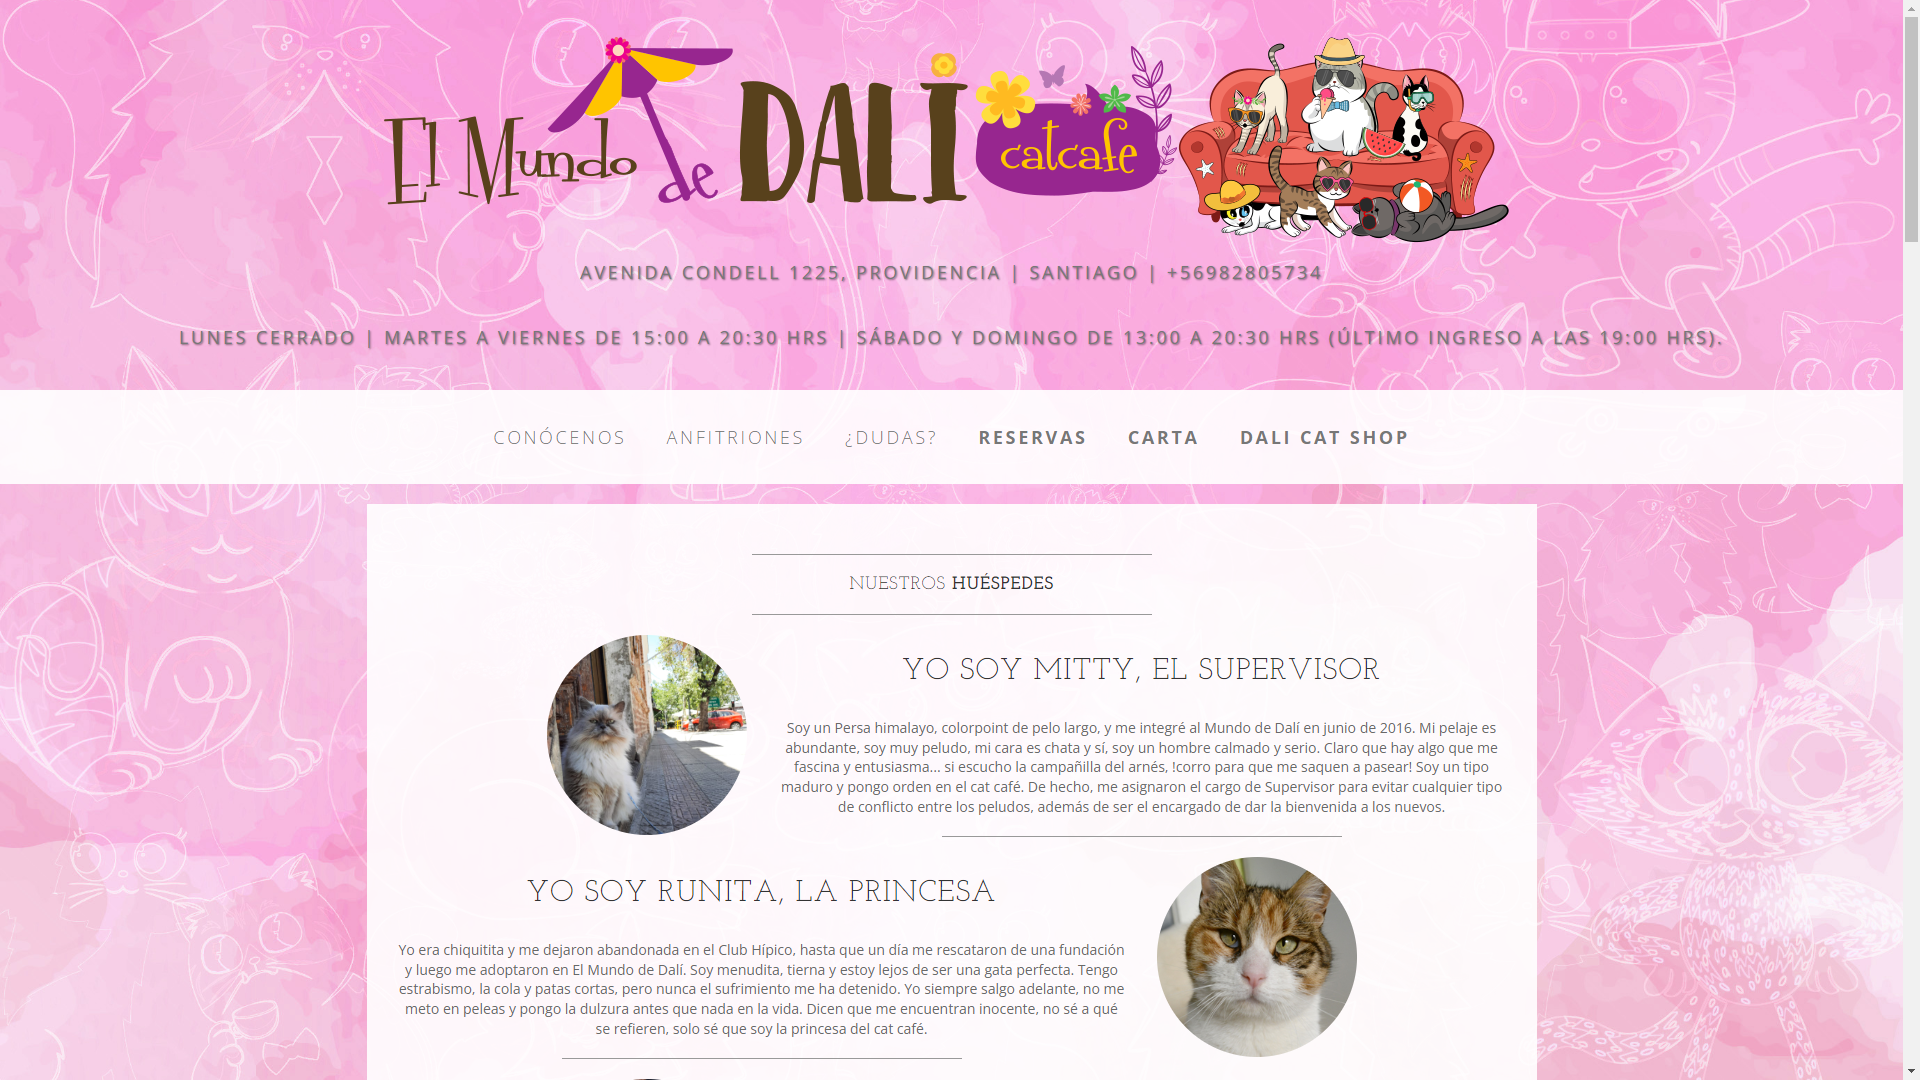 El Mundo de DALÍ catcafe
AVENIDA CONDELL 1225, PROVIDENCIA | SANTIAGO | +56982805734
LUNES CERRADO | MARTES A VIERNES DE 15:00 A 20:30 HRS | SÁBADO Y DOMINGO DE 13:00 A 20:30 HRS (ÚLTIMO INGRESO A LAS 19:00 HRS).
CONÓCENOS ANFITRIONES ¿DUDAS? RESERVAS CARTA DALI CAT SHOP
NUESTROS HUÉSPEDES
YO SOY MITTY, EL SUPERVISOR
Soy un Persa himalayo, colorpoint de pelo largo, y me integré al Mundo de Dalí en junio de 2016. Mi pelaje es
abundante, soy muy peludo, mi cara es chata y sí, soy un hombre calmado y serio. Claro que hay algo que me
fascina y entusiasma... si escucho la campañilla del arnés, !corro para que me saquen a pasear! Soy un tipo
maduro y pongo orden en el cat café. De hecho, me asignaron el cargo de Supervisor para evitar cualquier tipo
de conflicto entre los peludos, además de ser el encargado de dar la bienvenida a los nuevos.
YO SOY RUNITA, LA PRINCESA
Yo era chiquitita y me dejaron abandonada en el Club Hípico, hasta que un día me rescataron de una fundación
y luego me adoptaron en El Mundo de Dalí. Soy menudita, tierna y estoy lejos de ser una gata perfecta. Tengo
estrabismo, la cola y patas cortas, pero nunca el sufrimiento me ha detenido. Yo siempre salgo adelante, no me
meto en peleas y pongo la dulzura antes que nada en la vida. Dicen que me encuentran inocente, no sé a qué
se refieren, solo sé que soy la princesa del cat café.